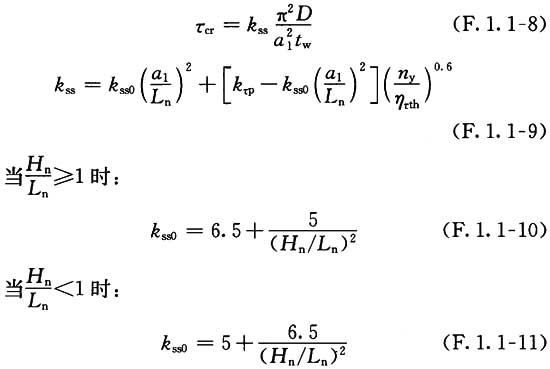 τcr = kss π²D / a₁²tw (F. 1. 1-8)
kss = kss0 (a₁/Ln)² + [kτp − kss0 (a₁/Ln)²] (ny/ητth)^0.6
(F. 1. 1-9)
当 Hn/Ln ≥ 1 时:
kss0 = 6.5 + 5 / (Hn/Ln)² (F. 1. 1-10)
当 Hn/Ln < 1 时:
kss0 = 5 + 6.5 / (Hn/Ln)² (F. 1. 1-11)